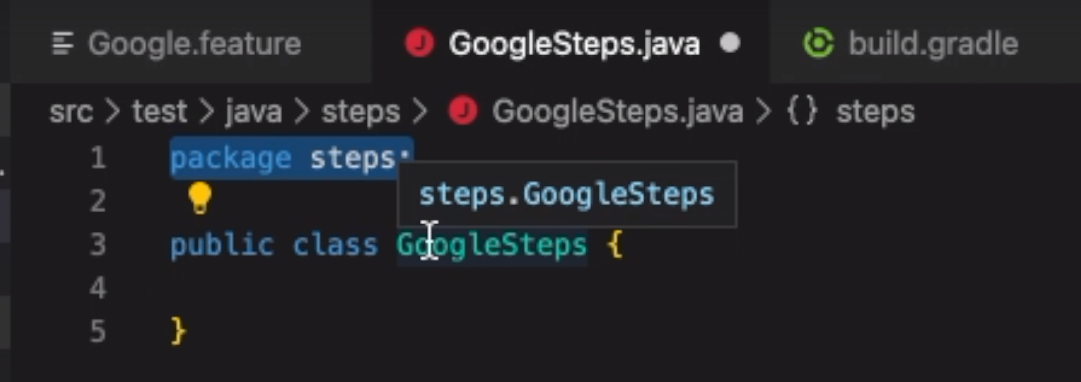 Google.feature
GoogleSteps.java
build.gradle
src > test > java > steps > GoogleSteps.java > {} steps
1 package steps;
steps.GoogleSteps
2
3 public class GoogleSteps {
4
5 }